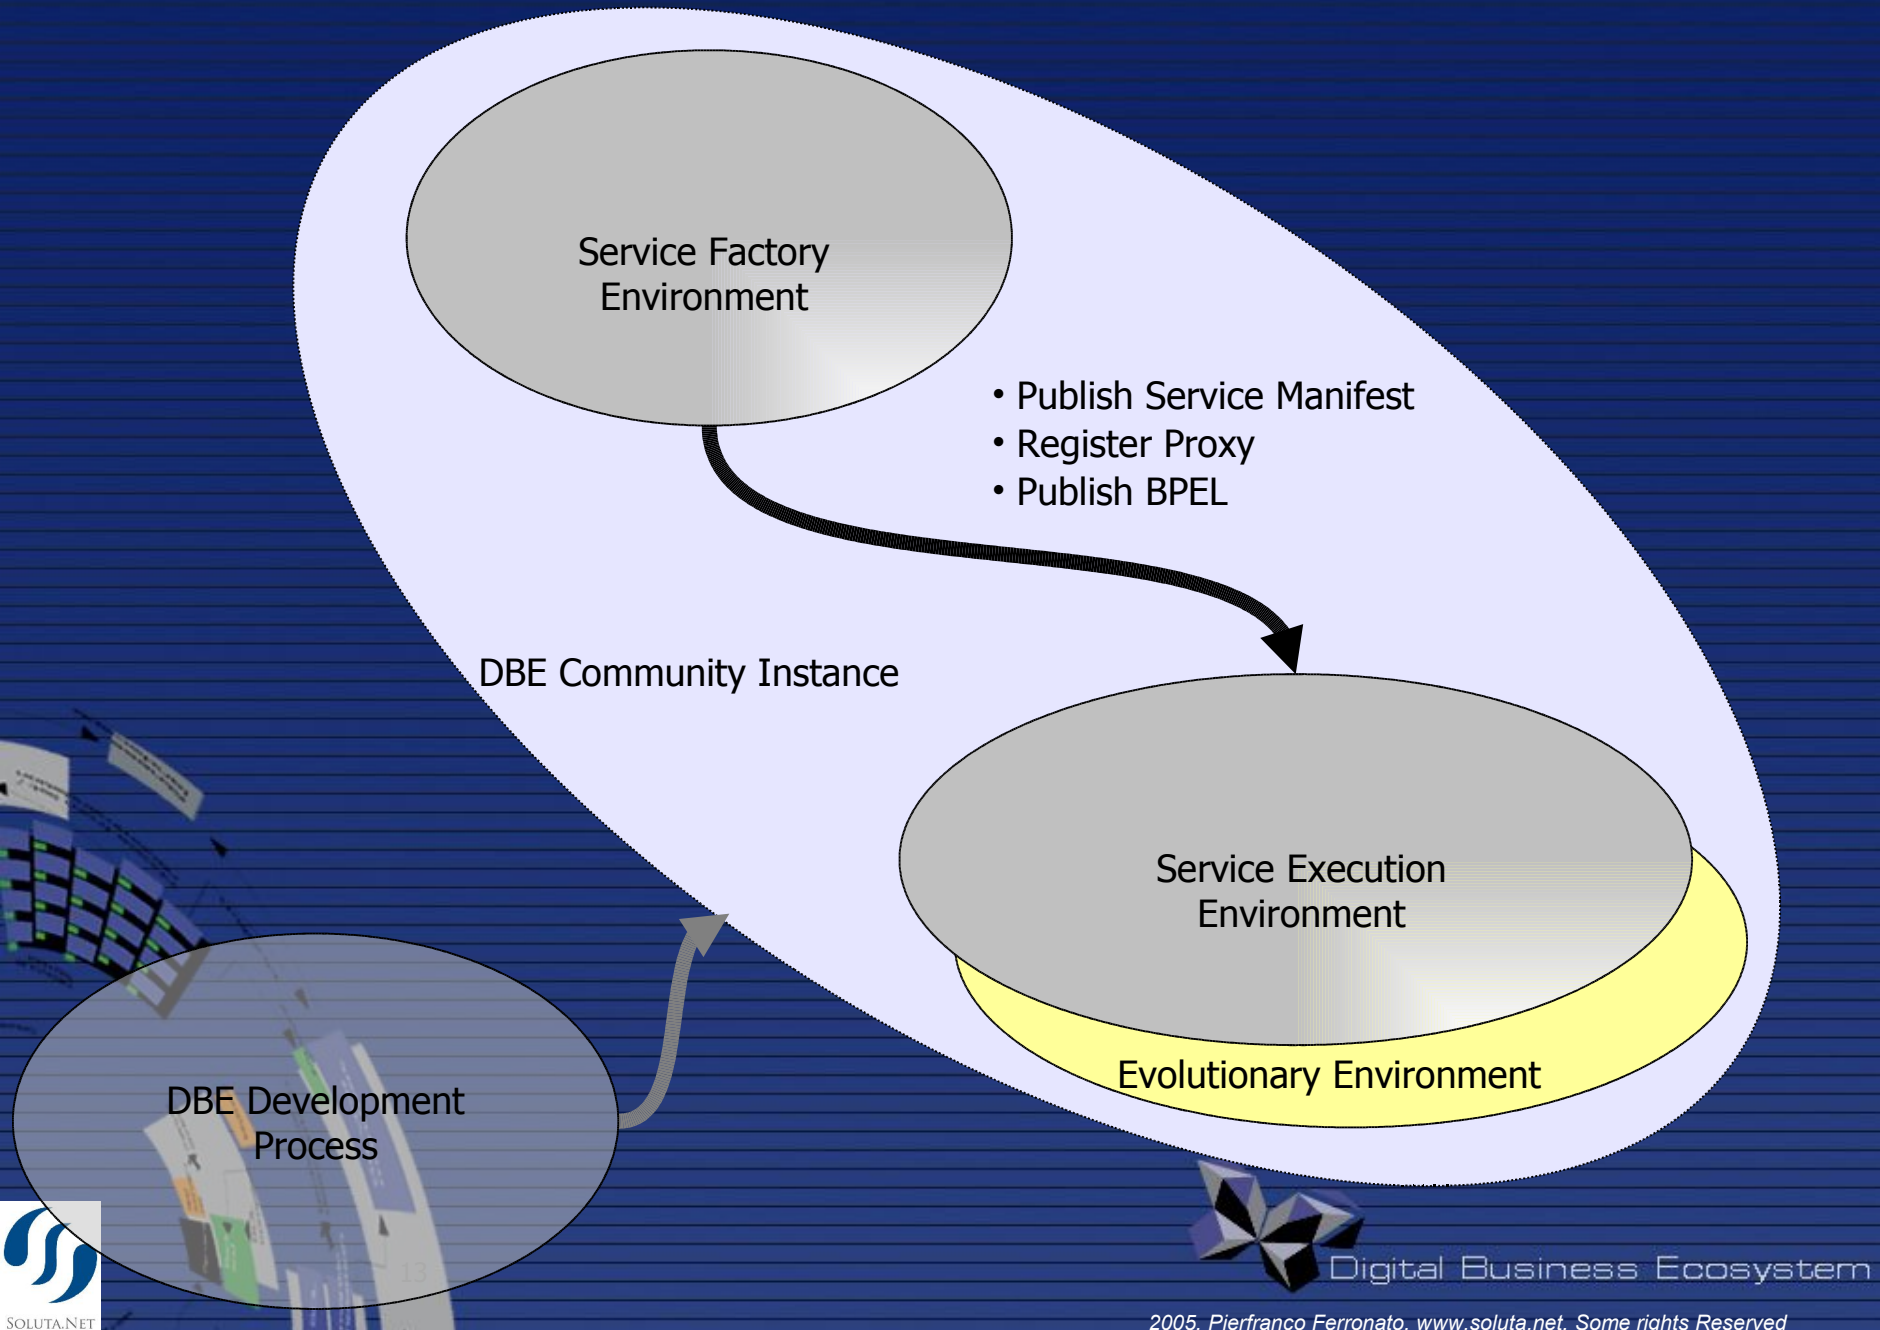 Service Factory
Environment
• Publish Service Manifest
• Register Proxy
• Publish BPEL
DBE Community Instance
Service Execution
Environment
Evolutionary Environment
DBE Development
Process
13
SOLUTA.NET
Digital Business Ecosystem
2005, Pierfranco Ferronato, www.soluta.net. Some rights Reserved